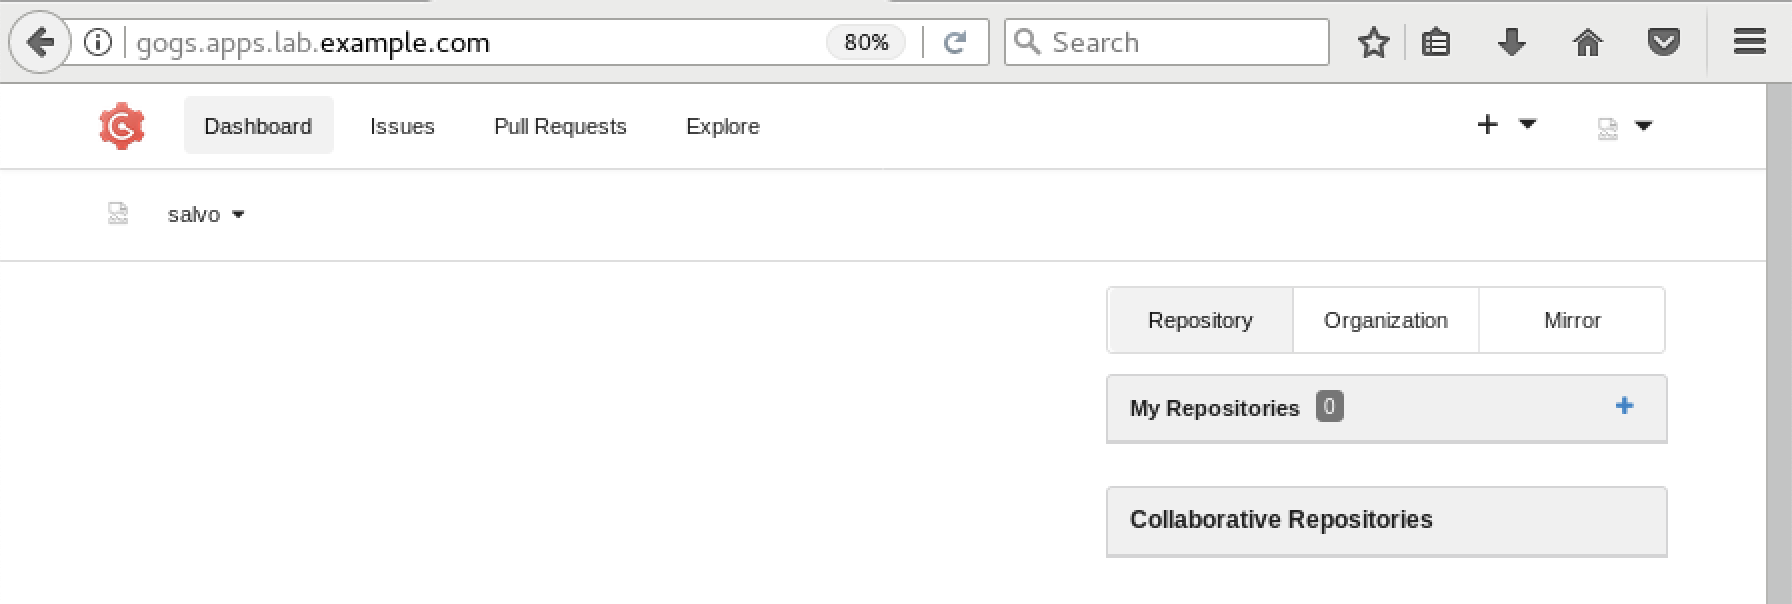 gogs.apps.lab.example.com 80% Search
Dashboard Issues Pull Requests Explore
salvo
Repository Organization Mirror
My Repositories 0
Collaborative Repositories